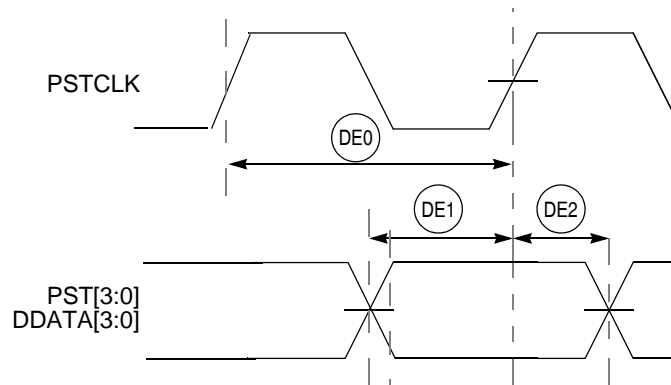 PSTCLK
DE0
DE1
DE2
PST[3:0]
DDATA[3:0]